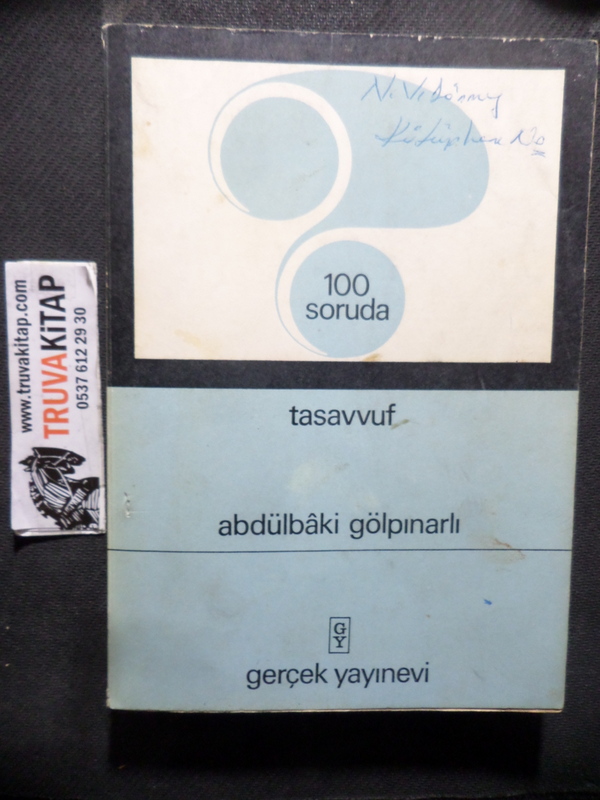 100
soruda
tasavvuf
abdülbâki gölpınarlı
GY
gerçek yayınevi
www.truvakitap.com
TRUVAKİTAP
0537 612 29 30